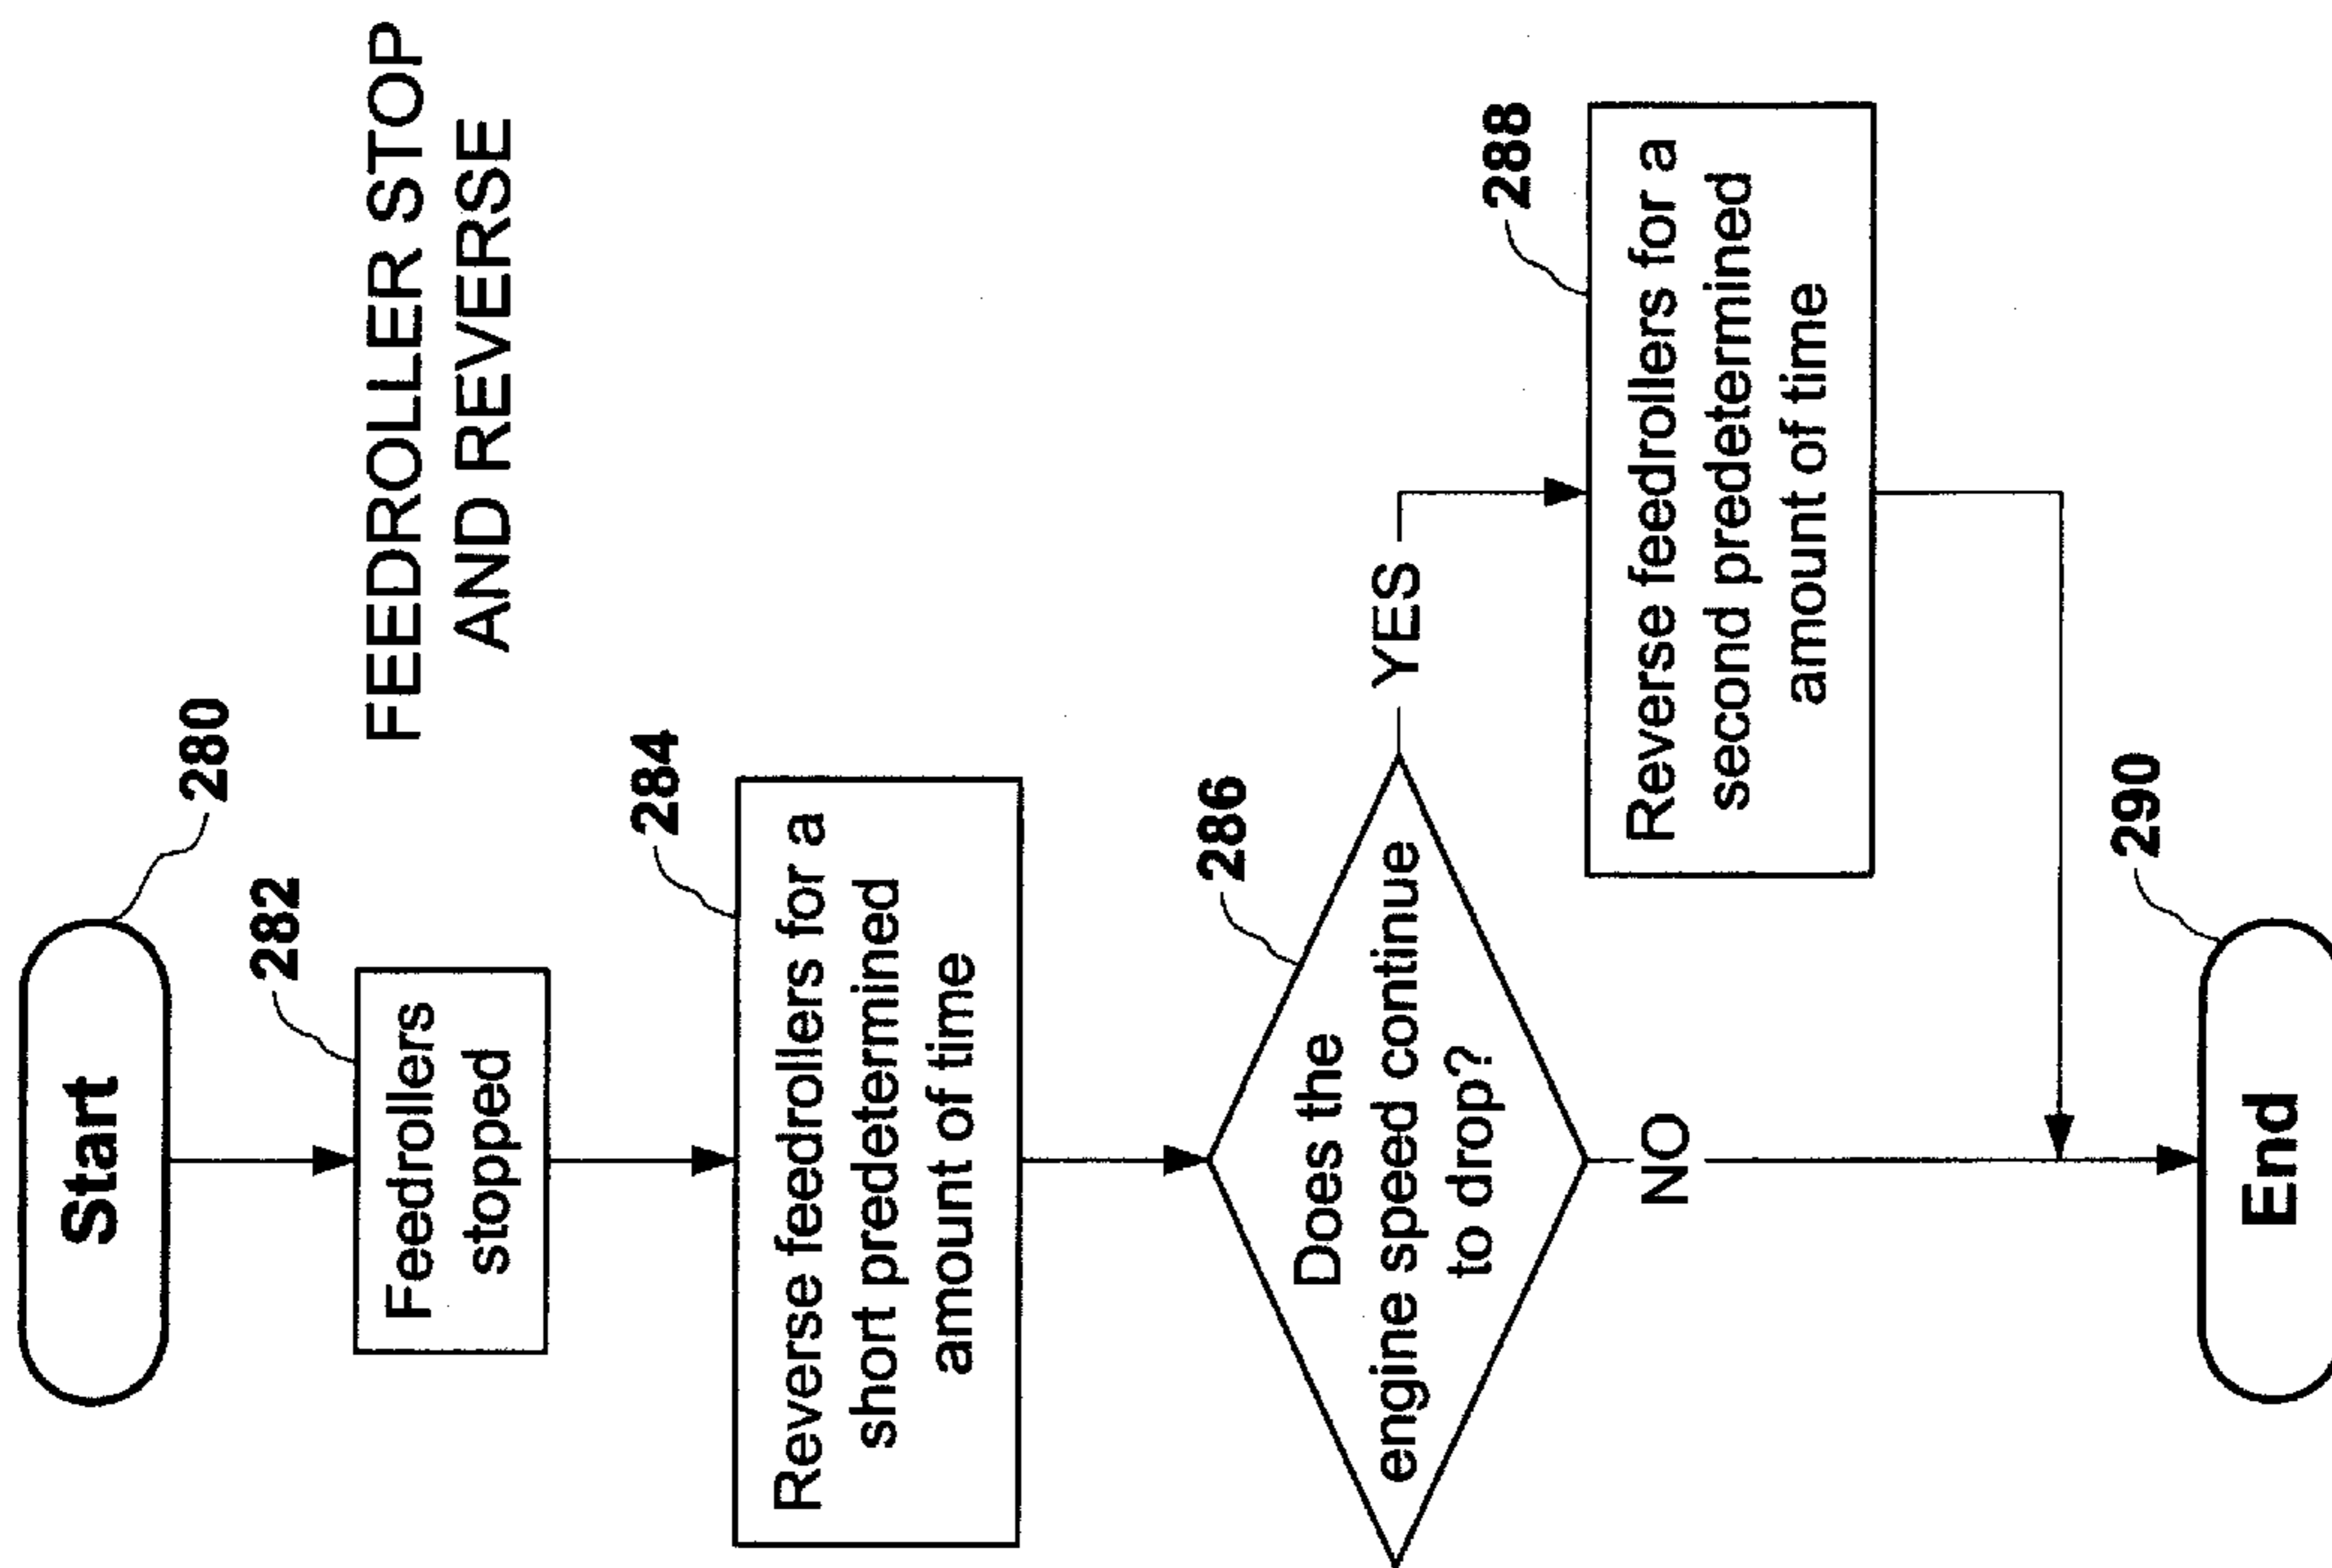 FEEDROLLER STOP
AND REVERSE
Start
280
Feedrollers
stopped
282
Reverse feedrollers for a
short predetermined
amount of time
284
Does the
engine speed continue
to drop?
286
YES
Reverse feedrollers for a
second predetermined
amount of time
288
NO
End
290